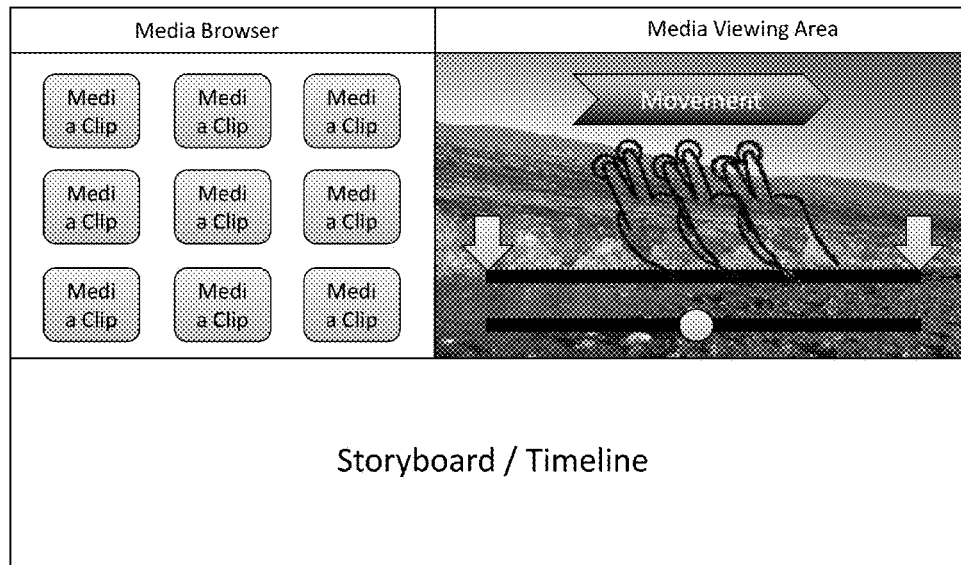 Media Browser
Media Viewing Area
Medi
a Clip
Medi
a Clip
Medi
a Clip
Movement
Medi
a Clip
Medi
a Clip
Medi
a Clip
Medi
a Clip
Medi
a Clip
Medi
a Clip
Storyboard / Timeline